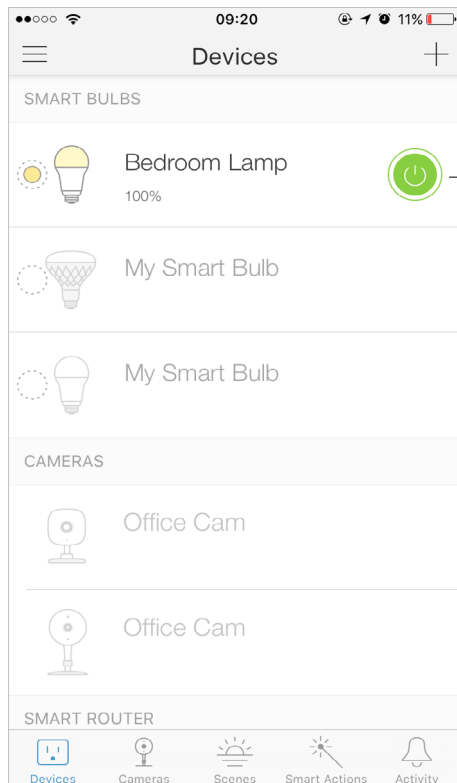 09:20
11%
Devices
SMART BULBS
Bedroom Lamp
100%
My Smart Bulb
My Smart Bulb
CAMERAS
Office Cam
Office Cam
SMART ROUTER
Devices Cameras Scenes Smart Actions Activity